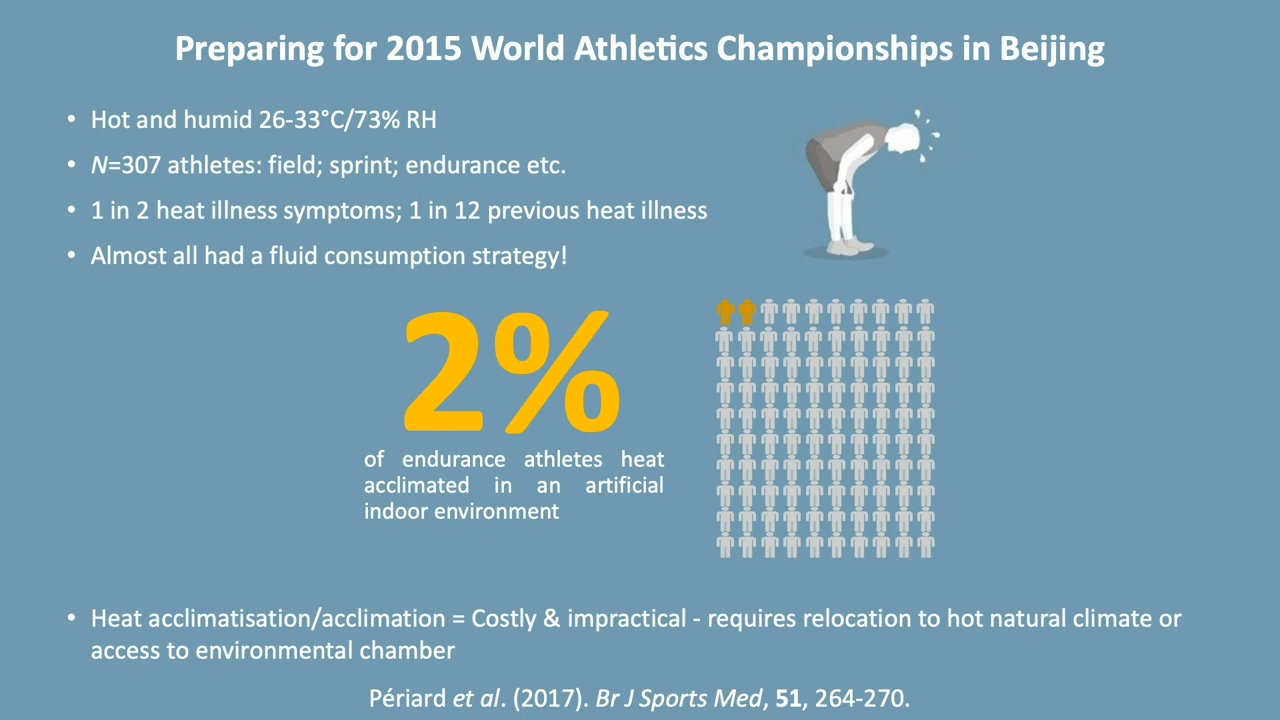 Preparing for 2015 World Athletics Championships in Beijing
• Hot and humid 26-33°C/73% RH
• N=307 athletes: field; sprint; endurance etc.
• 1 in 2 heat illness symptoms; 1 in 12 previous heat illness
• Almost all had a fluid consumption strategy!
2%
of endurance athletes heat
acclimated in an artificial
indoor environment
• Heat acclimatisation/acclimation = Costly & impractical - requires relocation to hot natural climate or
access to environmental chamber
Périard et al. (2017). Br J Sports Med, 51, 264-270.